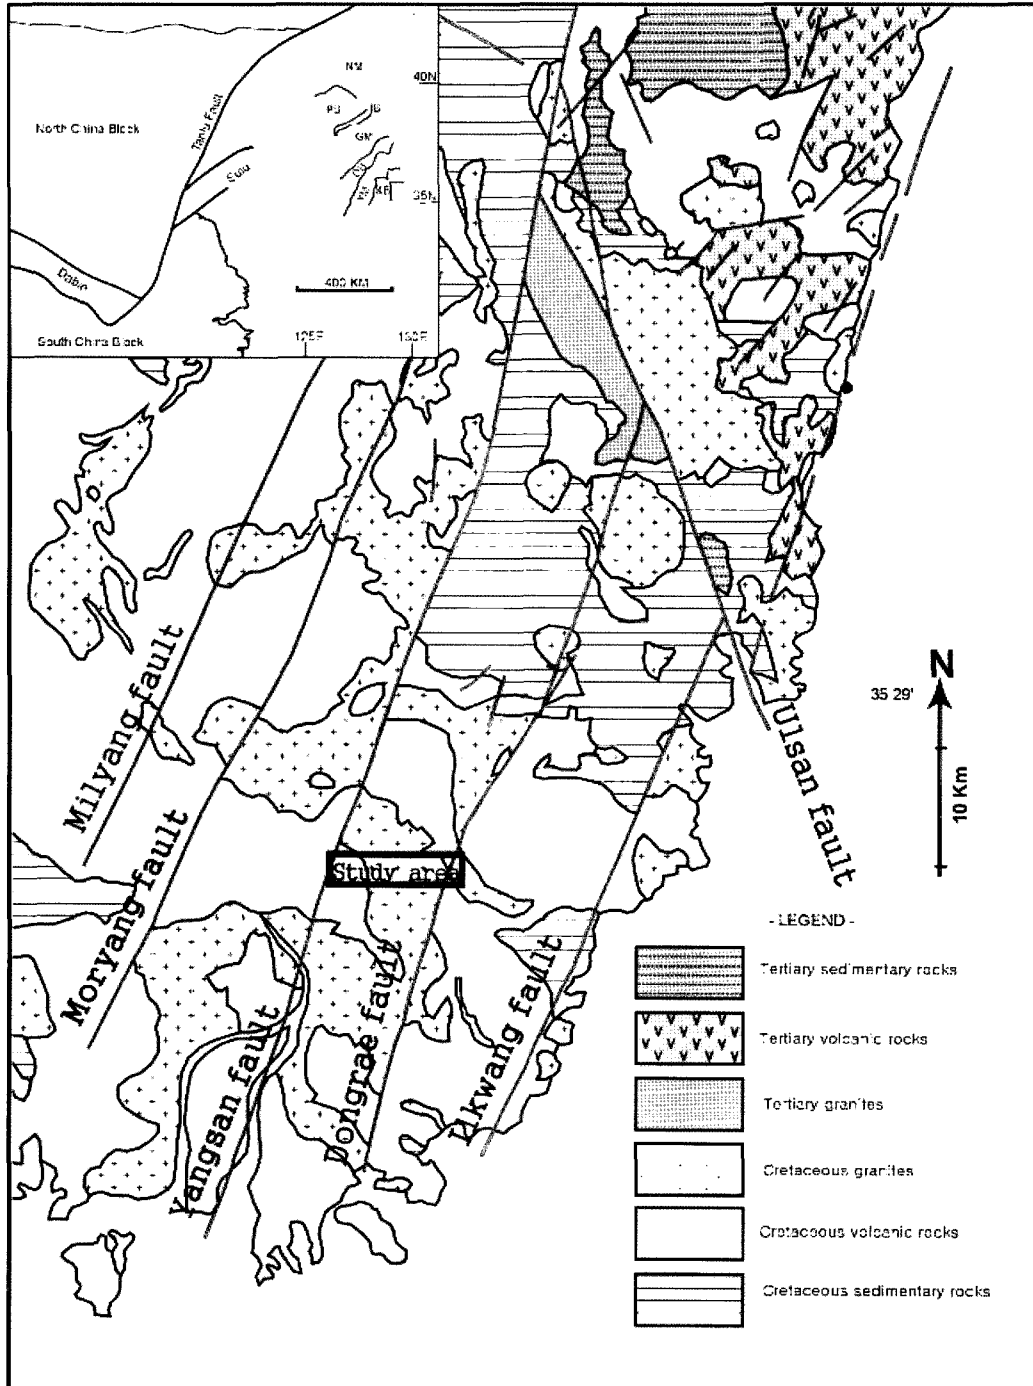 NM
40N
Tanlu Fault
PB
IB
North China Block
GM
Sulu
35N
Dabie
400 KM
South China Block
125E
130E
Milyang fault
Moryang fault
Yangsan fault
Dongrae fault
Ilkwang fault
Ulsan fault
Study area
N
35 29'
10 Km
- LEGEND -
Tertiary sedimentary rocks
Tertiary volcanic rocks
Tertiary granites
Cretaceous granites
Cretaceous volcanic rocks
Cretaceous sedimentary rocks